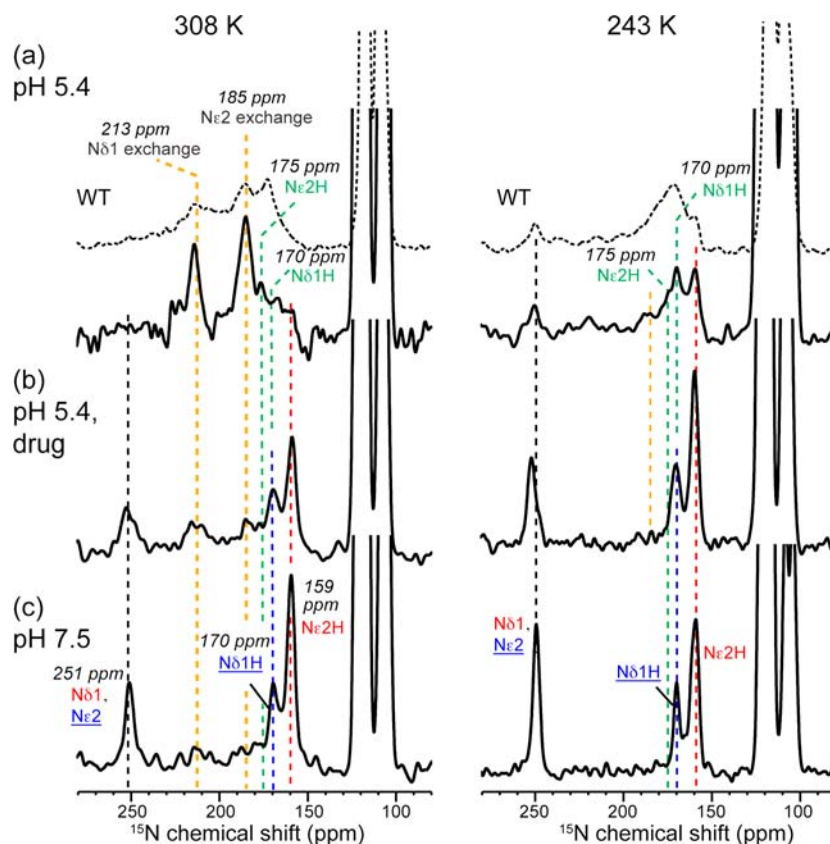 308 K
243 K
(a)
pH 5.4
213 ppm
Nδ1 exchange
185 ppm
Nε2 exchange
175 ppm
Nε2H
170 ppm
Nδ1H
WT
170 ppm
Nδ1H
WT
175 ppm
Nε2H
(b)
pH 5.4,
drug
(c)
pH 7.5
251 ppm
Nδ1,
Nε2
170 ppm
Nδ1H
159
ppm
Nε2H
Nδ1,
Nε2
Nδ1H
Nε2H
250 200 150 100
¹⁵N chemical shift (ppm)
250 200 150 100
¹⁵N chemical shift (ppm)